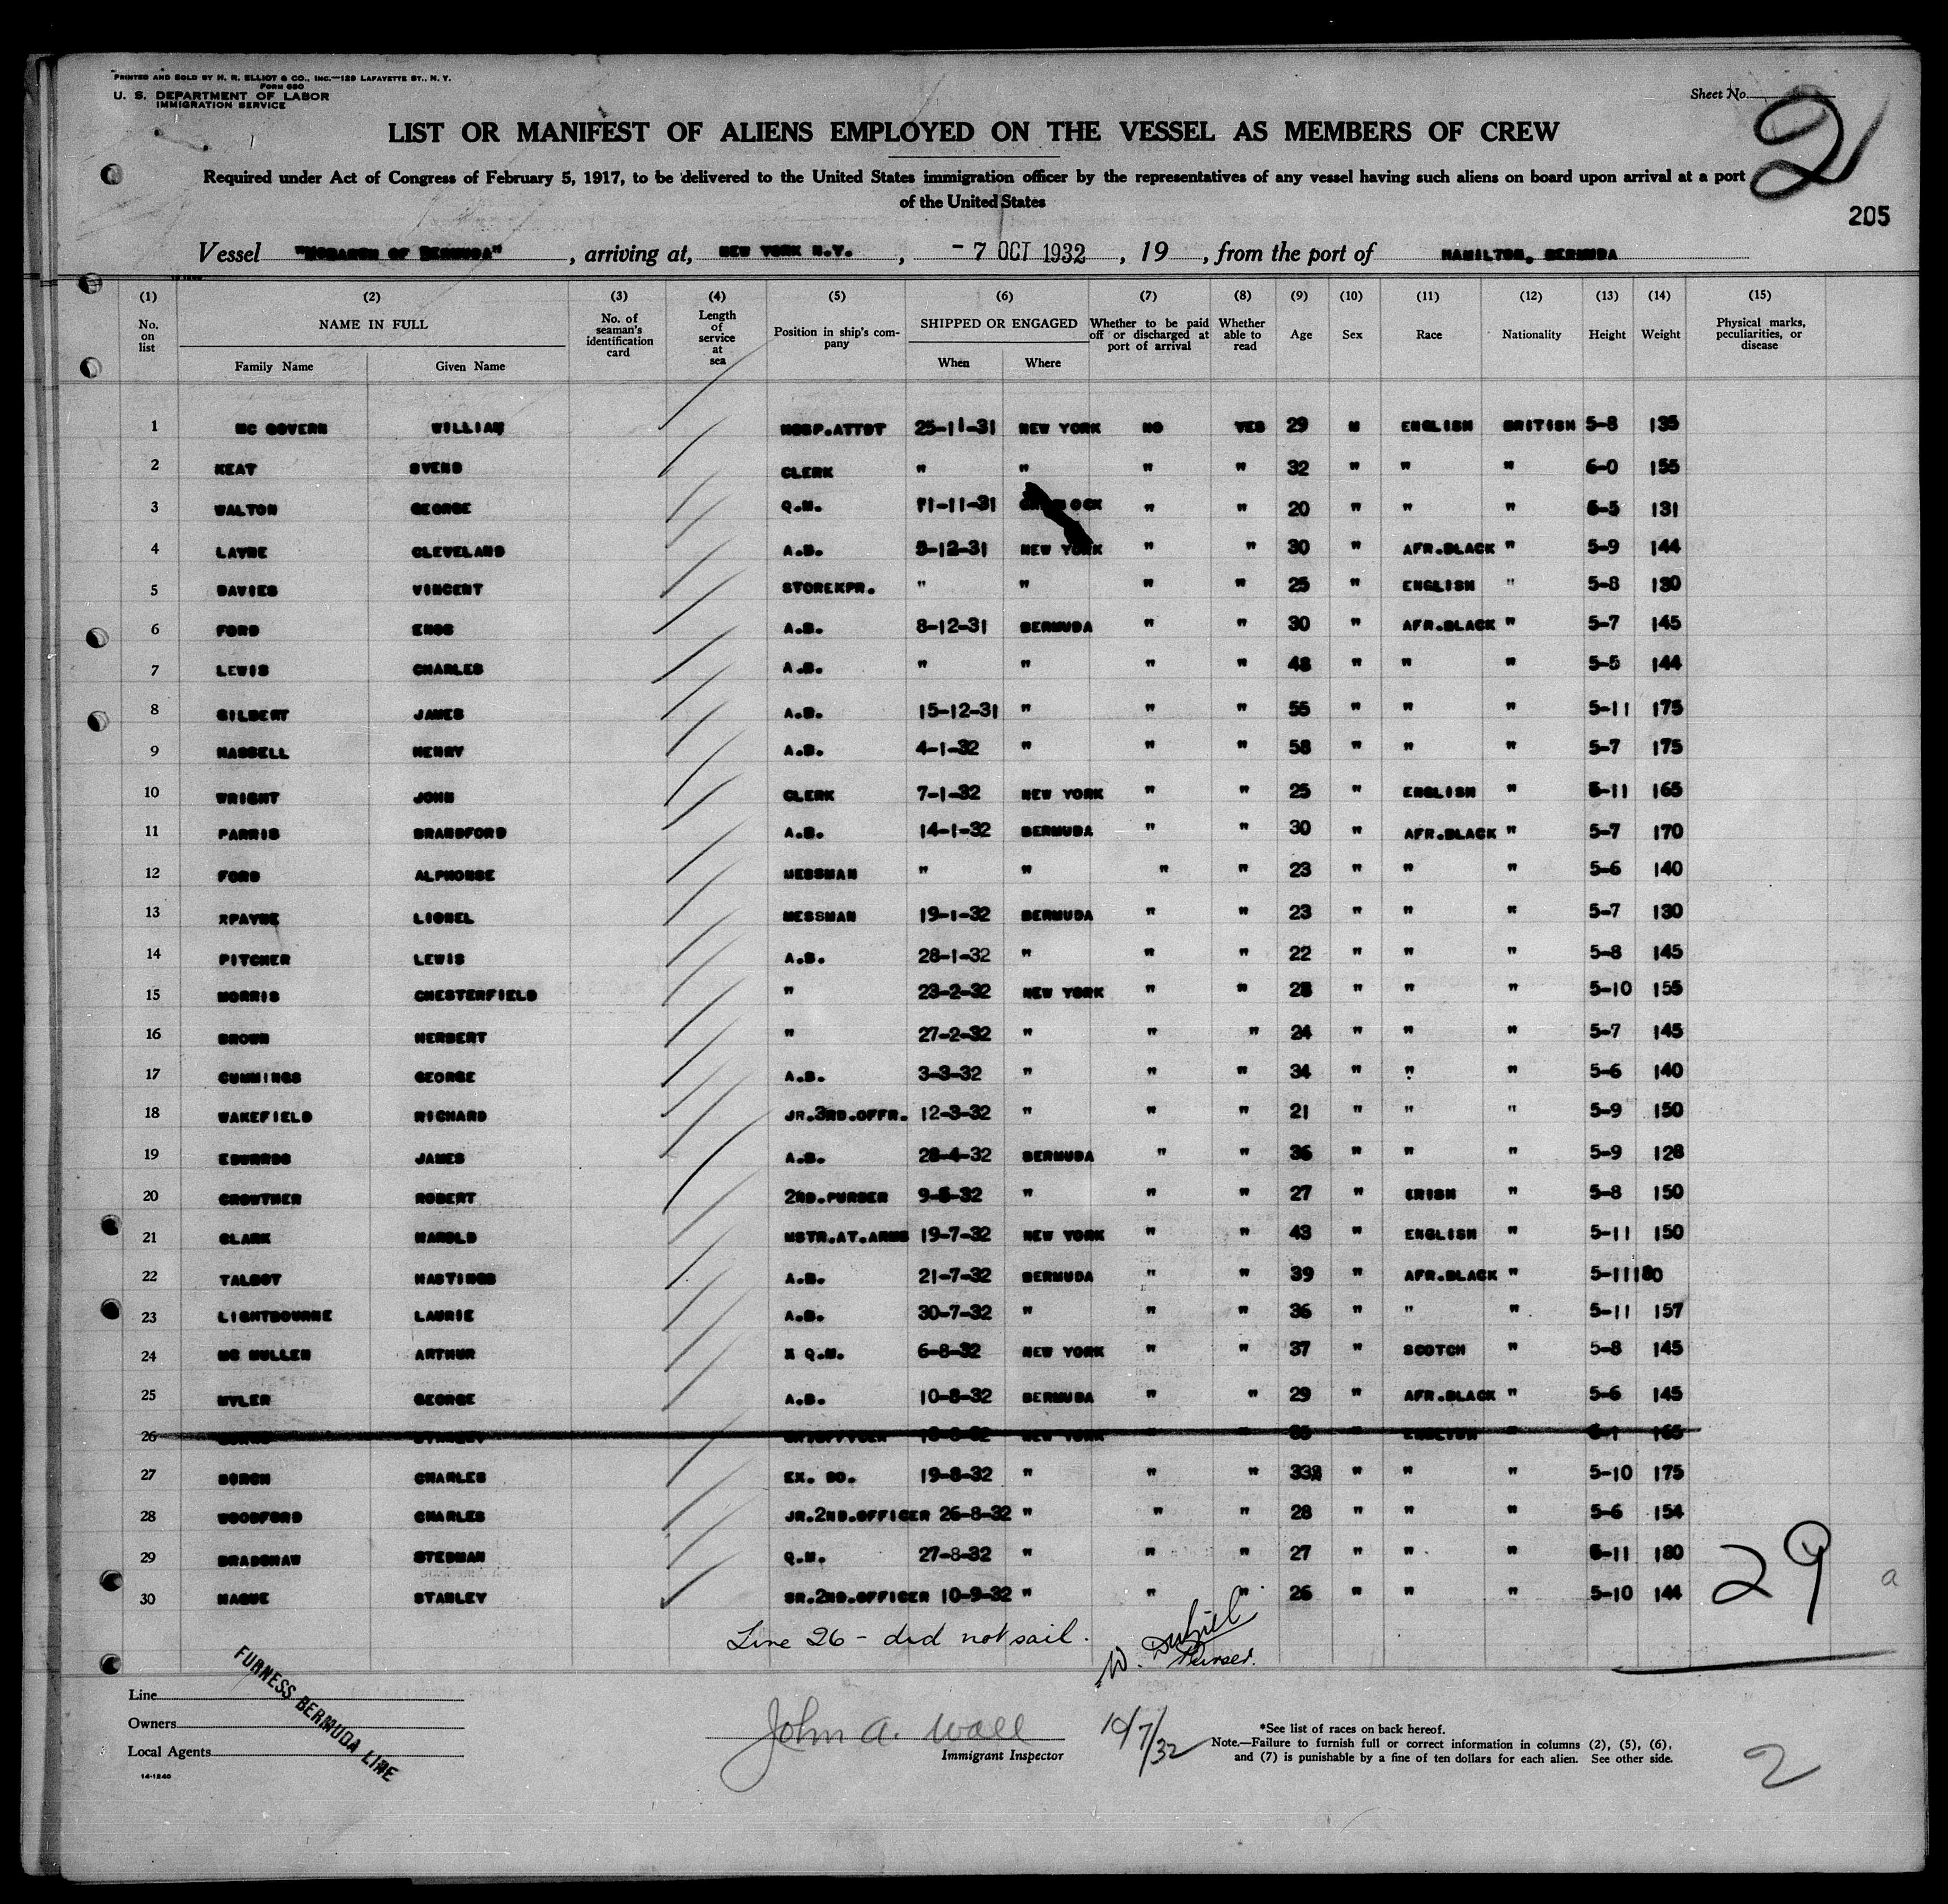 PRINTED AND SOLD BY H. R. ELLIOT & CO., INC.—129 LAFAYETTE ST., N. Y.
FORM 680
U. S. DEPARTMENT OF LABOR
IMMIGRATION SERVICE
Sheet No.
2
LIST OR MANIFEST OF ALIENS EMPLOYED ON THE VESSEL AS MEMBERS OF CREW
Required under Act of Congress of February 5, 1917, to be delivered to the United States immigration officer by the representatives of any vessel having such aliens on board upon arrival at a port
of the United States
205
Vessel "MONARCH OF BERMUDA", arriving at, NEW YORK N.Y., - 7 OCT 1932, 19 , from the port of HAMILTON, BERMUDA
(1) (2) (3) (4) (5) (6) (7) (8) (9) (10) (11) (12) (13) (14) (15)
No. on list NAME IN FULL Family Name Given Name No. of seaman's identification card Length of service at sea Position in ship's company SHIPPED OR ENGAGED When Where Whether to be paid off or discharged at port of arrival Whether able to read Age Sex Race Nationality Height Weight Physical marks, peculiarities, or disease
1 MC GOVERN WILLIAM HOSP.ATTDT 25-11-31 NEW YORK NO YES 29 M ENGLISH BRITISH 5-8 135
2 KEAT SVEND CLERK " " " " 32 " " " 6-0 155
3 WALTON GEORGE Q.M. 11-11-31 " " 20 " " " 5-5 131
4 LAYNE CLEVELAND A.B. 5-12-31 NEW YORK " " 30 " AFR.BLACK " 5-9 144
5 DAVIES VINCENT STOREKPR. " " " " 25 " ENGLISH " 5-8 130
6 FORD ENOS A.B. 8-12-31 BERMUDA " " 30 " AFR.BLACK " 5-7 145
7 LEWIS CHARLES A.B. " " " " 48 " " " 5-5 144
8 GILBERT JAMES A.B. 15-12-31 " " " 55 " " " 5-11 175
9 HASSELL HENRY A.B. 4-1-32 " " " 58 " " " 5-7 175
10 WRIGHT JOHN CLERK 7-1-32 NEW YORK " " 25 " ENGLISH " 5-11 165
11 PARRIS BRANDFORD A.B. 14-1-32 BERMUDA " " 30 " AFR.BLACK " 5-7 170
12 FORD ALPHONSE MESSMAN " " " " 23 " " " 5-6 140
13 XPAYNE LIONEL MESSMAN 19-1-32 BERMUDA " " 23 " " " 5-7 130
14 PITCHER LEWIS A.B. 28-1-32 " " " 22 " " " 5-8 145
15 MORRIS CHESTERFIELD " 23-2-32 NEW YORK " " 28 " " " 5-10 155
16 BROWN HERBERT " 27-2-32 " " " 24 " " " 5-7 145
17 CUMMINGS GEORGE A.B. 3-3-32 " " " 34 " " " 5-6 140
18 WAKEFIELD RICHARD JR.3RD.OFFR. 12-3-32 " " " 21 " " " 5-9 150
19 EDWARDS JAMES A.B. 28-4-32 BERMUDA " " 36 " " " 5-9 128
20 CROWTHER ROBERT 2ND.PURSER 9-5-32 " " " 27 " IRISH " 5-8 150
21 CLARK HAROLD MSTR.AT.ARMS 19-7-32 NEW YORK " " 43 " ENGLISH " 5-11 150
22 TALBOT HASTINGS A.B. 21-7-32 BERMUDA " " 39 " AFR.BLACK " 5-11 180
23 LIGHTBOURNE LAURIE A.B. 30-7-32 " " " 36 " " " 5-11 157
24 MC MULLEN ARTHUR X Q.M. 6-8-32 NEW YORK " " 37 " SCOTCH " 5-8 145
25 MYLER GEORGE A.B. 10-8-32 BERMUDA " " 29 " AFR.BLACK " 5-6 145
26 STANLEY NEW YORK " " " ENGLISH " 6-1 165
27 CHARLES EX. DO. 19-8-32 " " " " " " 5-10 175
28 WOODFORD CHARLES JR.2ND.OFFICER 26-8-32 " " " 28 " " " 5-6 154
29 BRADSHAW STEDMAN Q.M. 27-8-32 " " " 27 " " " 5-11 180
30 HAGUE STANLEY SR.2ND.OFFICER 10-9-32 " " " 26 " " " 5-10 144
29
a
Line 26 - did not sail.
W. Purser.
FURNESS BERMUDA LINE
Line
Owners
Local Agents
14-1240
John A. Wall
Immigrant Inspector
10/7/32
*See list of races on back hereof.
Note.—Failure to furnish full or correct information in columns (2), (5), (6),
and (7) is punishable by a fine of ten dollars for each alien. See other side.
2